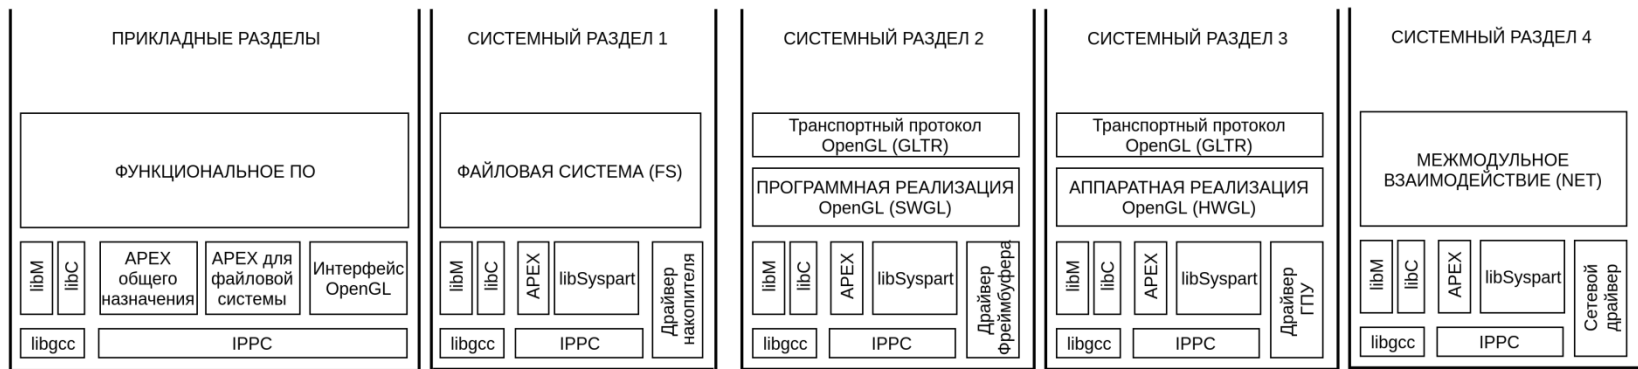 ПРИКЛАДНЫЕ РАЗДЕЛЫ
ФУНКЦИОНАЛЬНОЕ ПО
libM
libC
APEX
общего
назначения
APEX для
файловой
системы
Интерфейс
OpenGL
libgcc
IPPC
СИСТЕМНЫЙ РАЗДЕЛ 1
ФАЙЛОВАЯ СИСТЕМА (FS)
libM
libC
APEX
libSyspart
Драйвер
накопителя
libgcc
IPPC
СИСТЕМНЫЙ РАЗДЕЛ 2
Транспортный протокол
OpenGL (GLTR)
ПРОГРАММНАЯ РЕАЛИЗАЦИЯ
OpenGL (SWGL)
libM
libC
APEX
libSyspart
Драйвер
Фреймбуфера
libgcc
IPPC
СИСТЕМНЫЙ РАЗДЕЛ 3
Транспортный протокол
OpenGL (GLTR)
АППАРАТНАЯ РЕАЛИЗАЦИЯ
OpenGL (HWGL)
libM
libC
APEX
libSyspart
Драйвер
ГПУ
libgcc
IPPC
СИСТЕМНЫЙ РАЗДЕЛ 4
МЕЖМОДУЛЬНОЕ
ВЗАИМОДЕЙСТВИЕ (NET)
libM
libC
APEX
libSyspart
Сетевой
драйвер
libgcc
IPPC